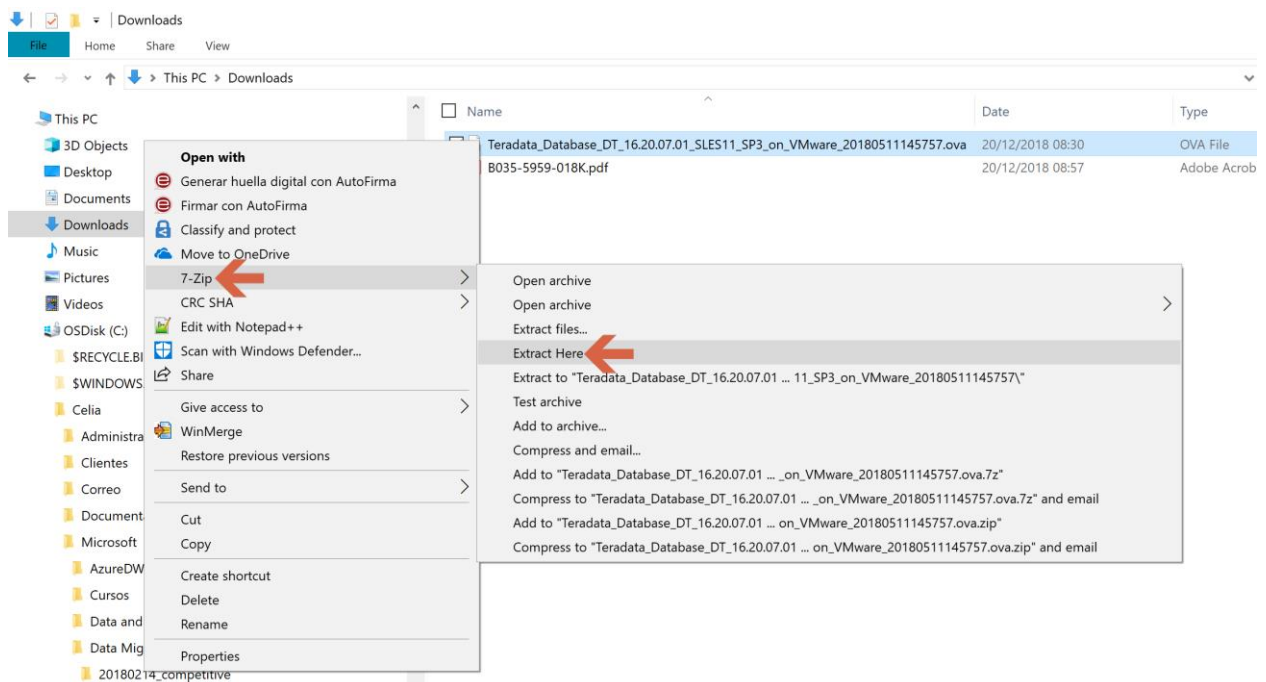 Downloads
File Home Share View
This PC > Downloads
Name Date Type
This PC
3D Objects
Desktop
Documents
Downloads
Music
Pictures
Videos
OSDisk (C:)
$RECYCLE.BI
$WINDOWS
Celia
Administra
Clientes
Correo
Document
Microsoft
AzureDW
Cursos
Data and
Data Mig
20180214_competitive
Teradata_Database_DT_16.20.07.01_SLES11_SP3_on_VMware_20180511145757.ova 20/12/2018 08:30 OVA File
B035-5959-018K.pdf 20/12/2018 08:57 Adobe Acrob
Open with
Generar huella digital con AutoFirma
Firmar con AutoFirma
Classify and protect
Move to OneDrive
7-Zip
CRC SHA
Edit with Notepad++
Scan with Windows Defender...
Share
Give access to
WinMerge
Restore previous versions
Send to
Cut
Copy
Create shortcut
Delete
Rename
Properties
Open archive
Open archive
Extract files...
Extract Here
Extract to "Teradata_Database_DT_16.20.07.01 ... 11_SP3_on_VMware_20180511145757\"
Test archive
Add to archive...
Compress and email...
Add to "Teradata_Database_DT_16.20.07.01 ... _on_VMware_20180511145757.ova.7z"
Compress to "Teradata_Database_DT_16.20.07.01 ... _on_VMware_20180511145757.ova.7z" and email
Add to "Teradata_Database_DT_16.20.07.01 ... on_VMware_20180511145757.ova.zip"
Compress to "Teradata_Database_DT_16.20.07.01 ... on_VMware_20180511145757.ova.zip" and email